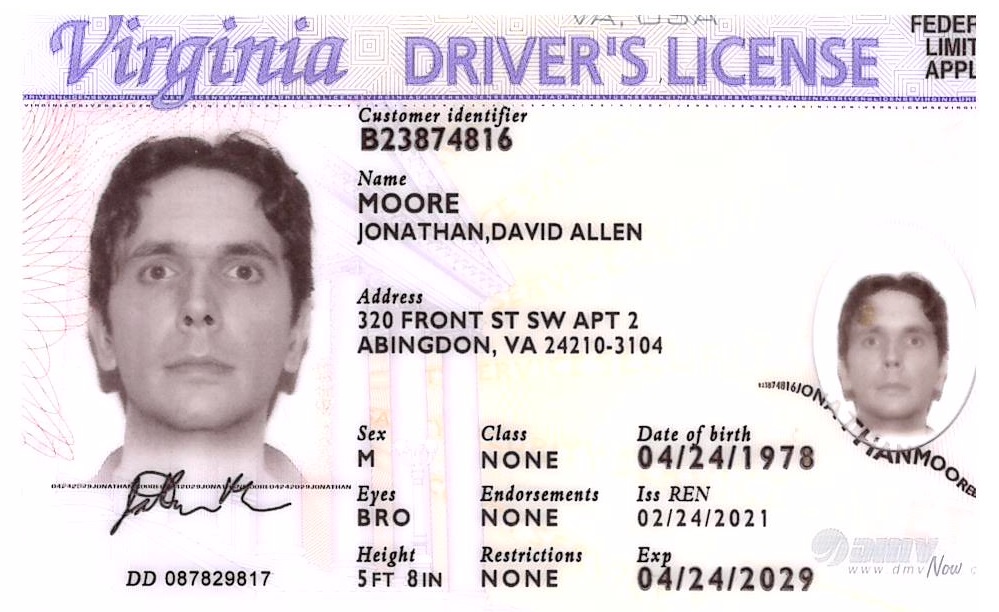 VA, USA
Virginia DRIVER'S LICENSE
FEDER
LIMIT
APPL
Customer identifier
B23874816
Name
MOORE
JONATHAN,DAVID ALLEN
Address
320 FRONT ST SW APT 2
ABINGDON, VA 24210-3104
JONATHANMOORE
Sex Class Date of birth
M NONE 04/24/1978
Eyes Endorsements Iss REN
BRO NONE 02/24/2021
Height Restrictions Exp
5FT 8IN NONE 04/24/2029
DD 087829817
dmv
www.dmvNow.c